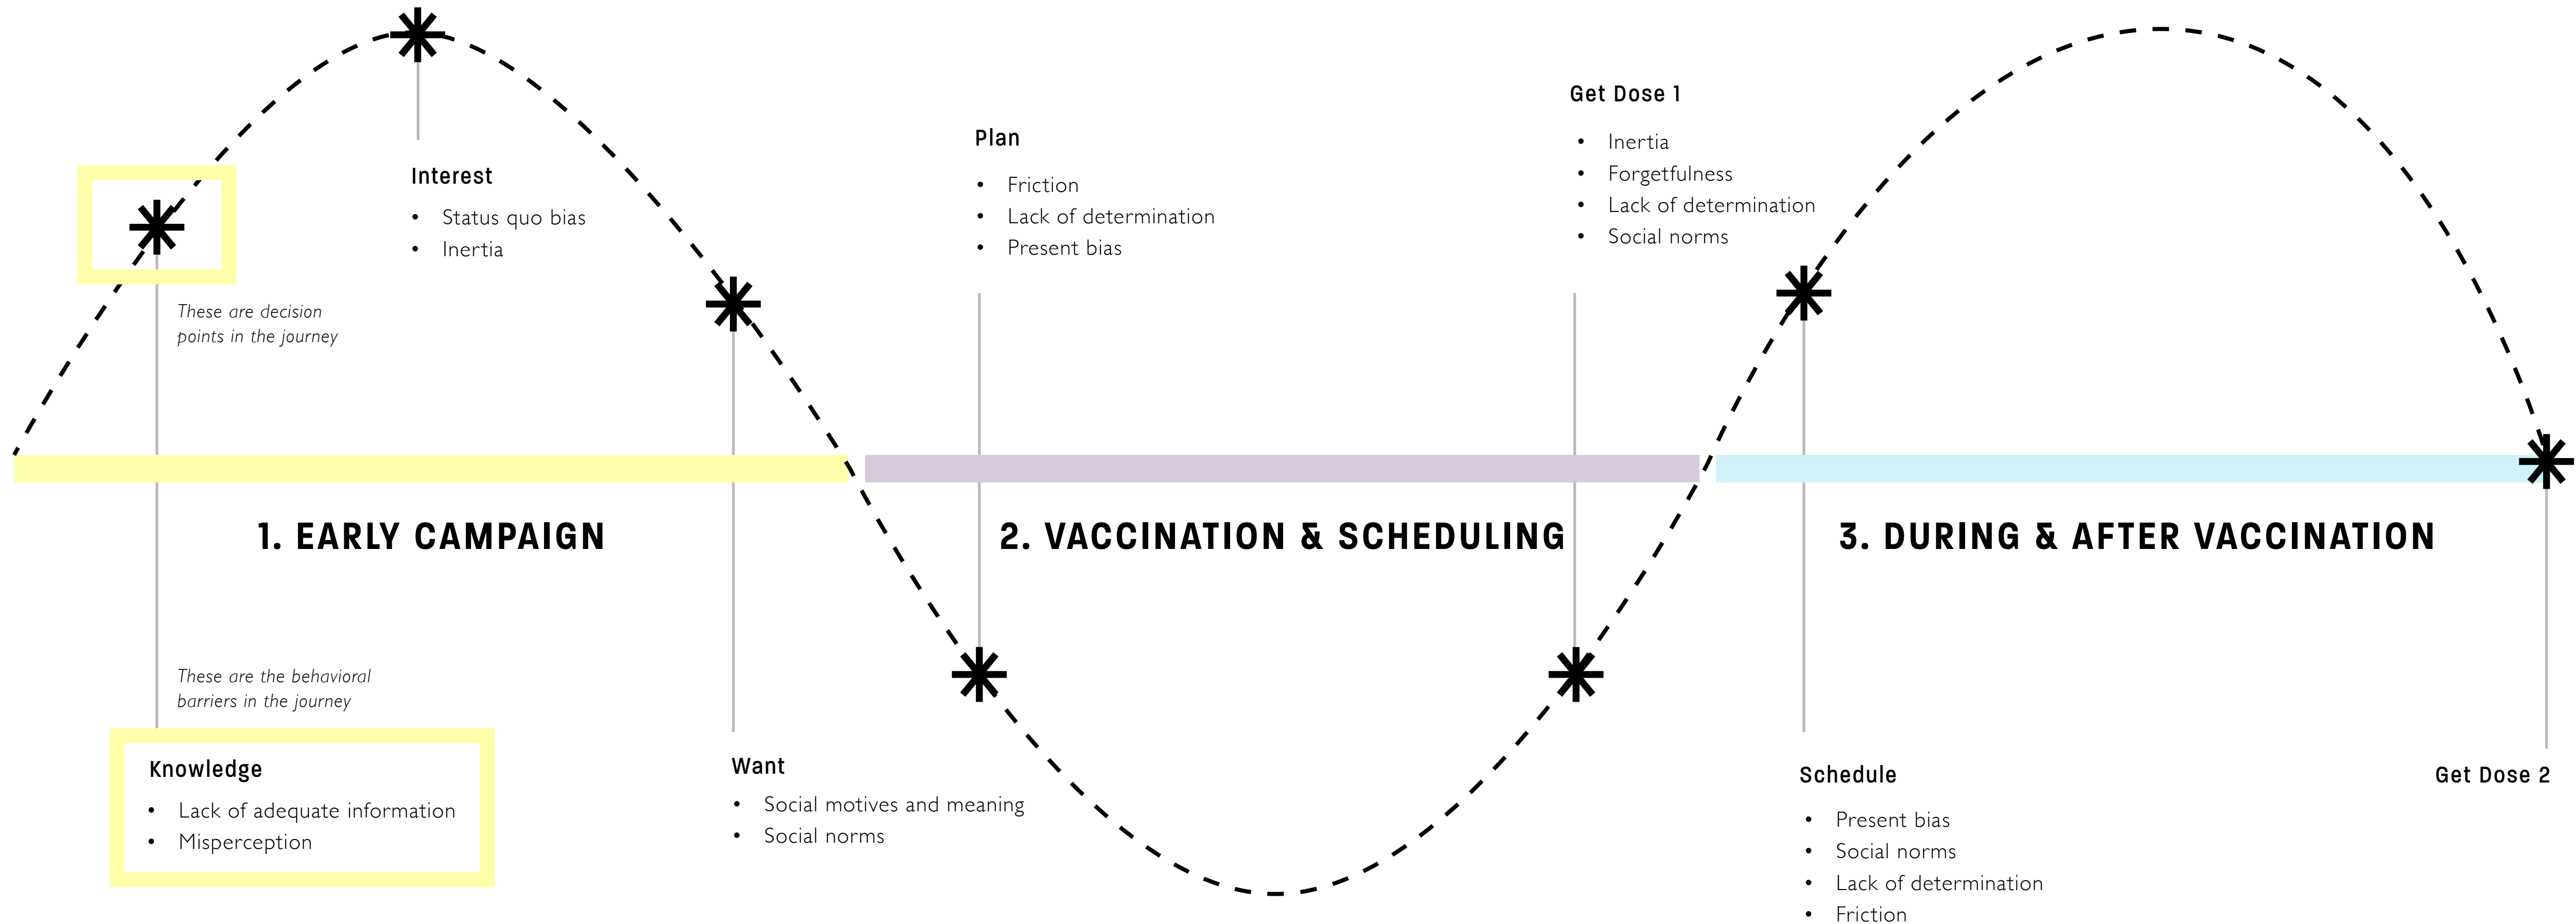 Interest
• Status quo bias
• Inertia
These are decision
points in the journey
Plan
• Friction
• Lack of determination
• Present bias
Get Dose 1
• Inertia
• Forgetfulness
• Lack of determination
• Social norms
1. EARLY CAMPAIGN
2. VACCINATION & SCHEDULING
3. DURING & AFTER VACCINATION
These are the behavioral
barriers in the journey
Knowledge
• Lack of adequate information
• Misperception
Want
• Social motives and meaning
• Social norms
Schedule
• Present bias
• Social norms
• Lack of determination
• Friction
Get Dose 2